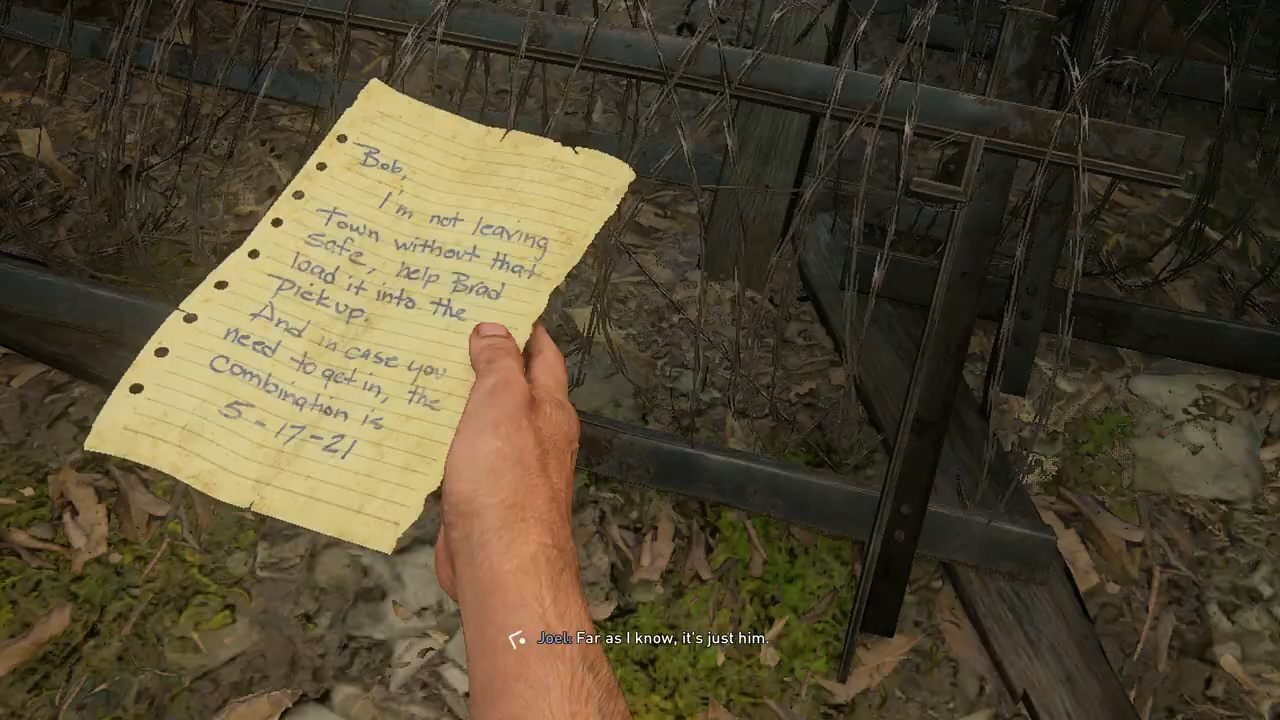 Bob,
I'm not leaving
Town without that
safe, help Brad
load it into the
Pickup.
And in case you
need to get in, the
combination is
5-17-21
Joel: Far as I know, it's just him.